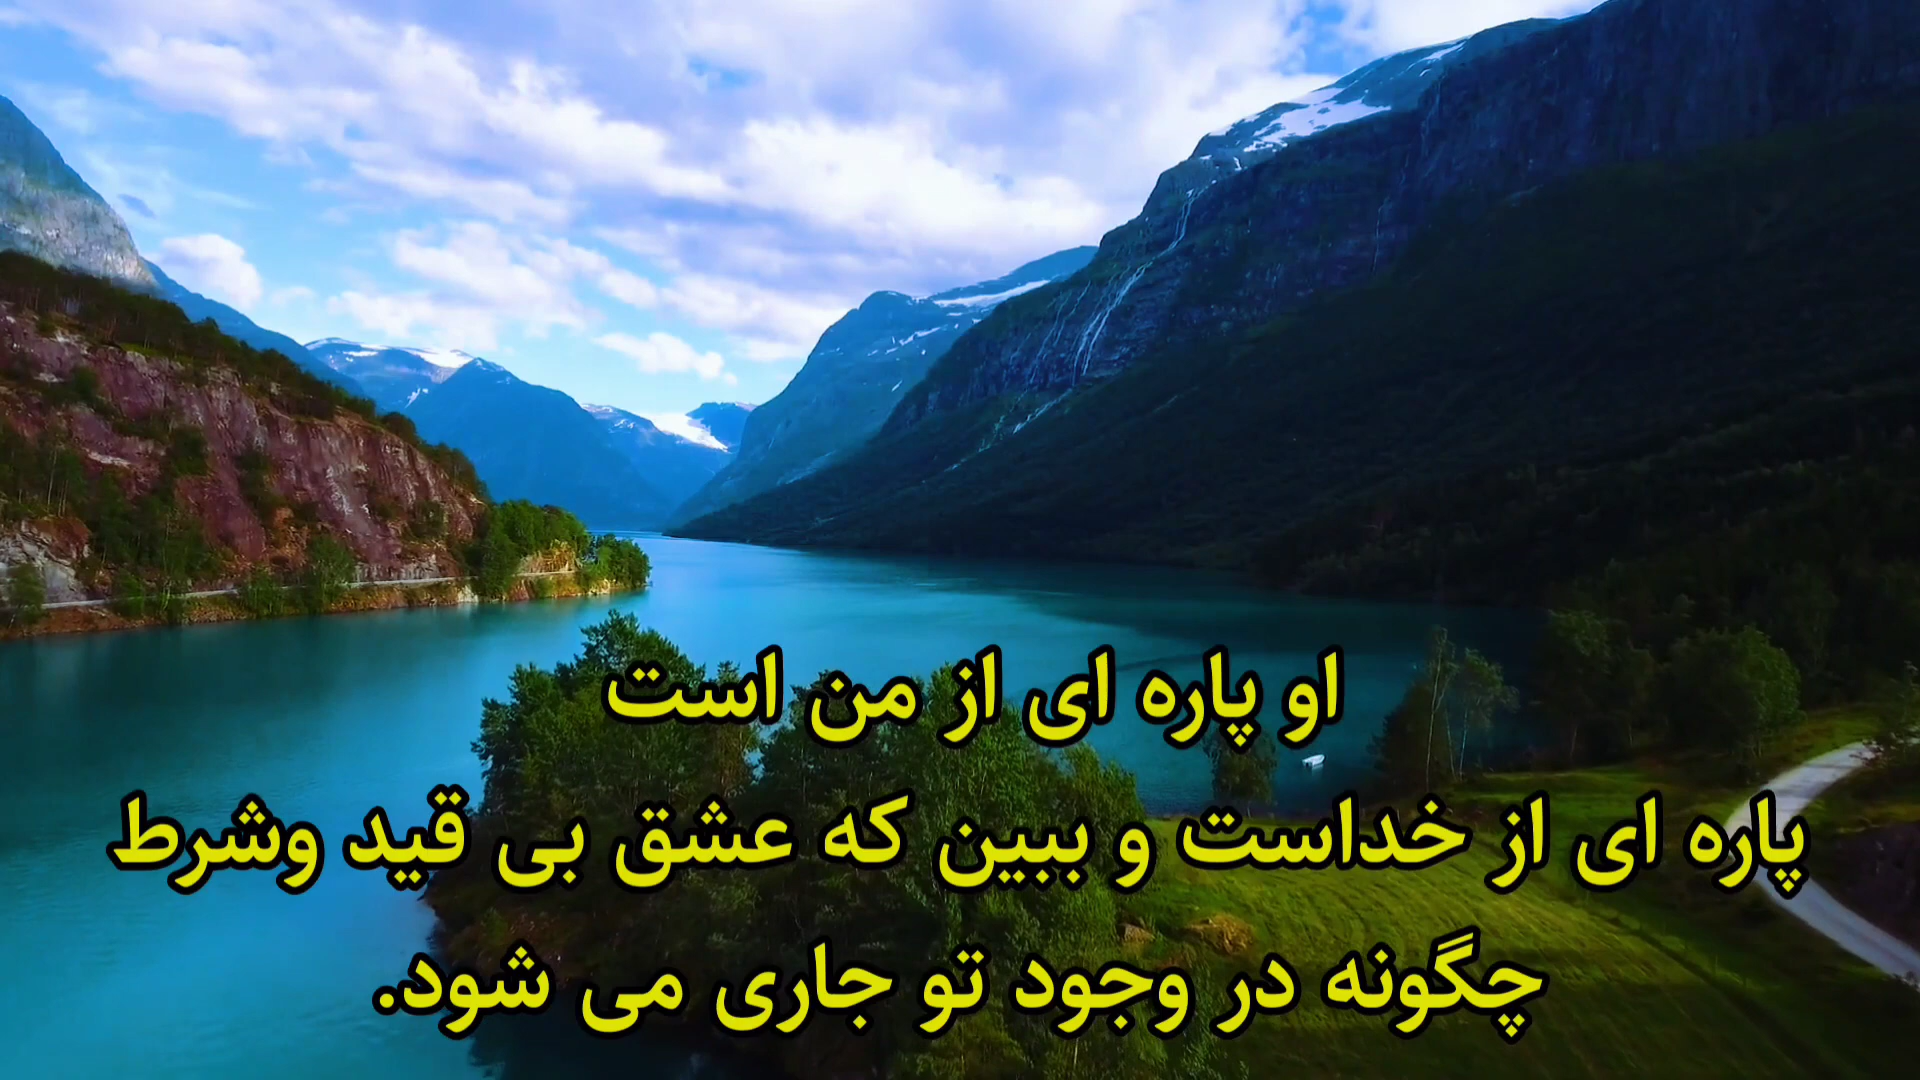 او پاره ای از من است
پاره ای از خداست و ببین که عشق بی قید وشرط
چگونه در وجود تو جاری می شود.